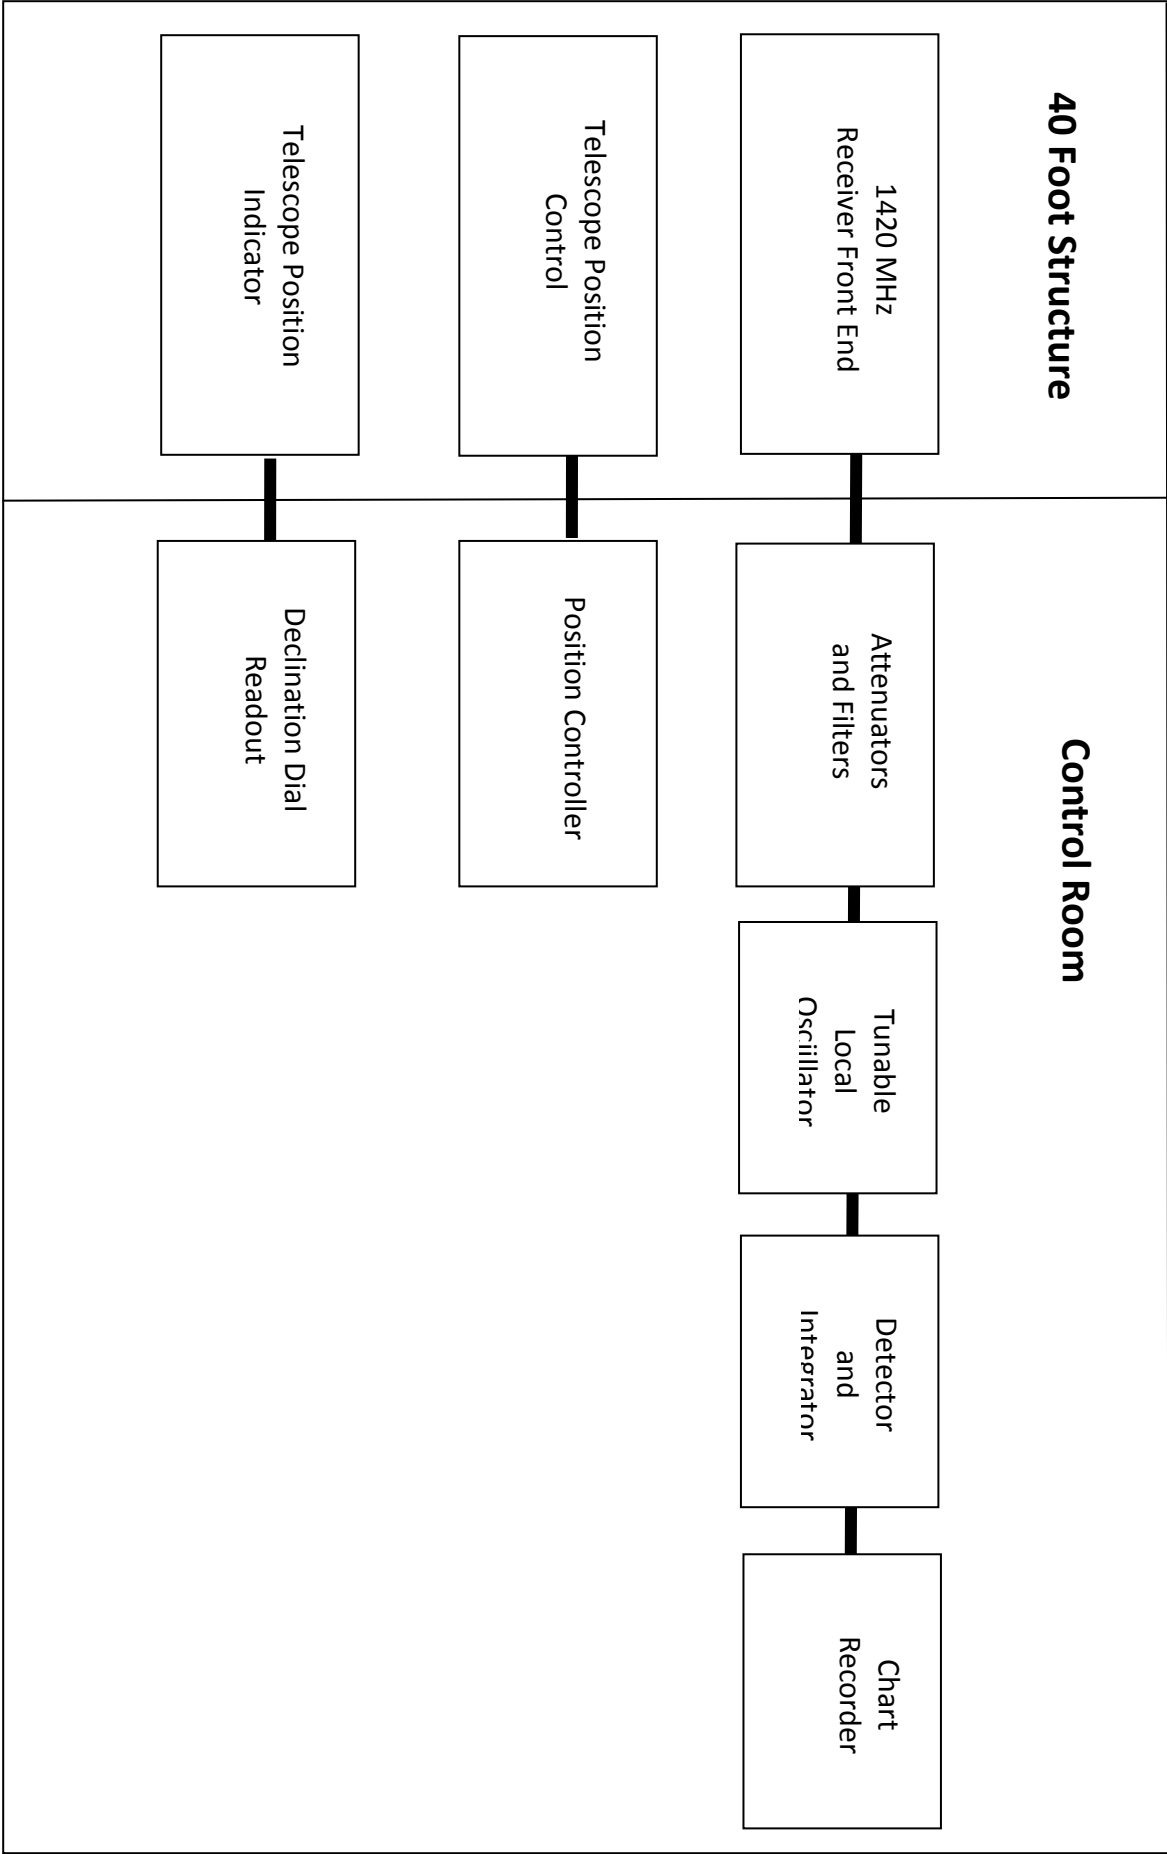 40 Foot Structure
Control Room
1420 MHz
Receiver Front End
Attenuators
and Filters
Tunable
Local
Oscillator
Detector
and
Integrator
Chart
Recorder
Telescope Position
Control
Position Controller
Telescope Position
Indicator
Declination Dial
Readout